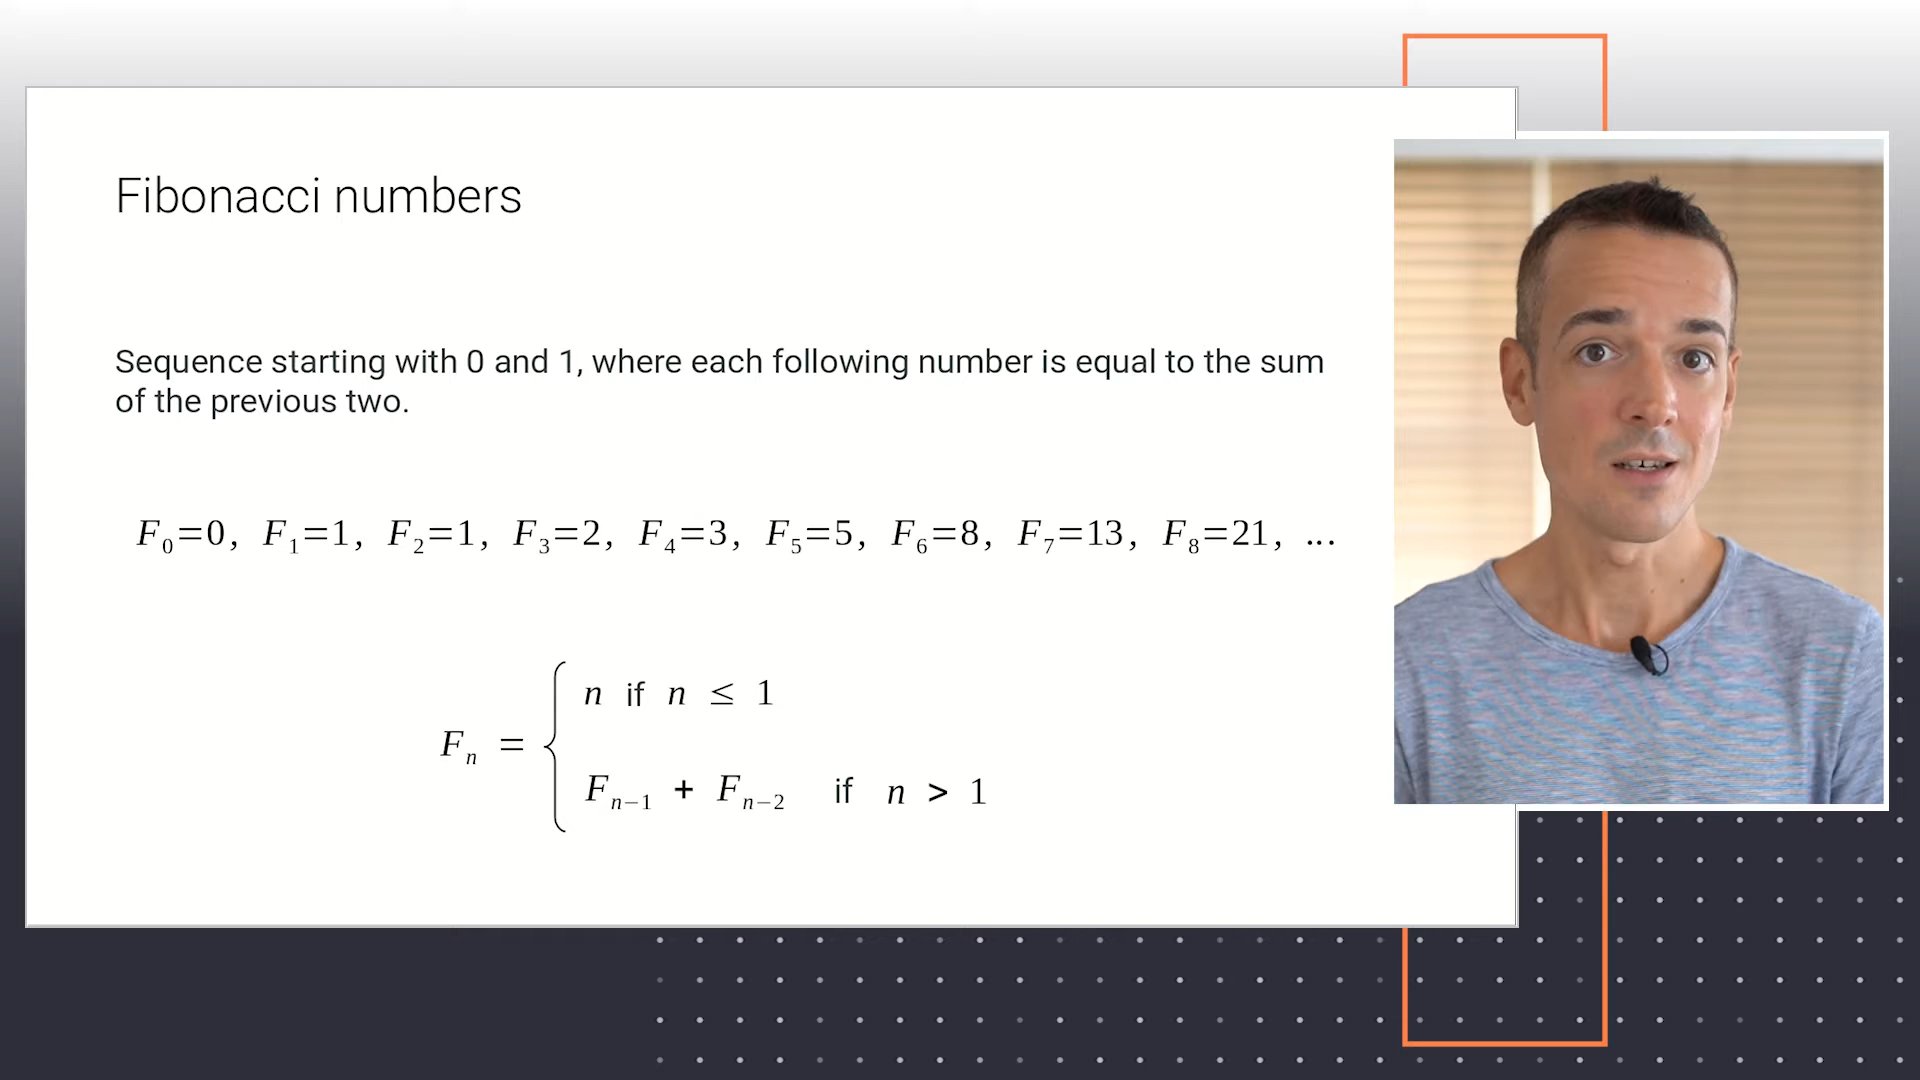 Fibonacci numbers
Sequence starting with 0 and 1, where each following number is equal to the sum
of the previous two.
F₀=0, F₁=1, F₂=1, F₃=2, F₄=3, F₅=5, F₆=8, F₇=13, F₈=21, ...
n if n ≤ 1
Fₙ = {
Fₙ₋₁ + Fₙ₋₂ if n > 1